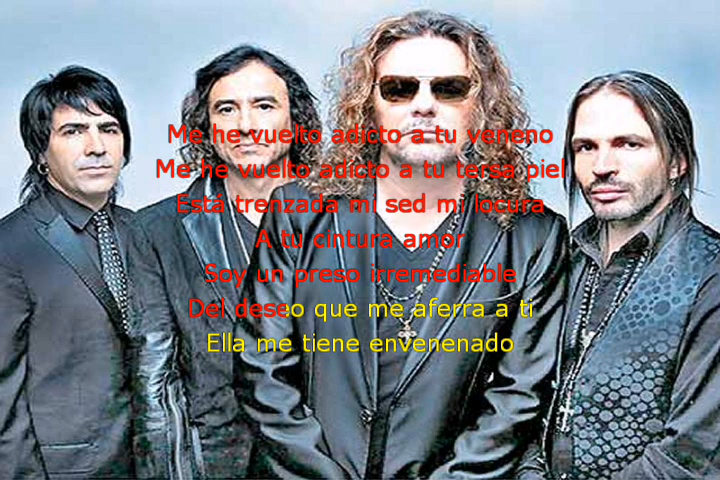 Me he vuelto adicto a tu veneno
Me he vuelto adicto a tu tersa piel
Está trenzada mi sed mi locura
A tu cintura amor
Soy un preso irremediable
Del deseo que me aferra a ti
Ella me tiene envenenado